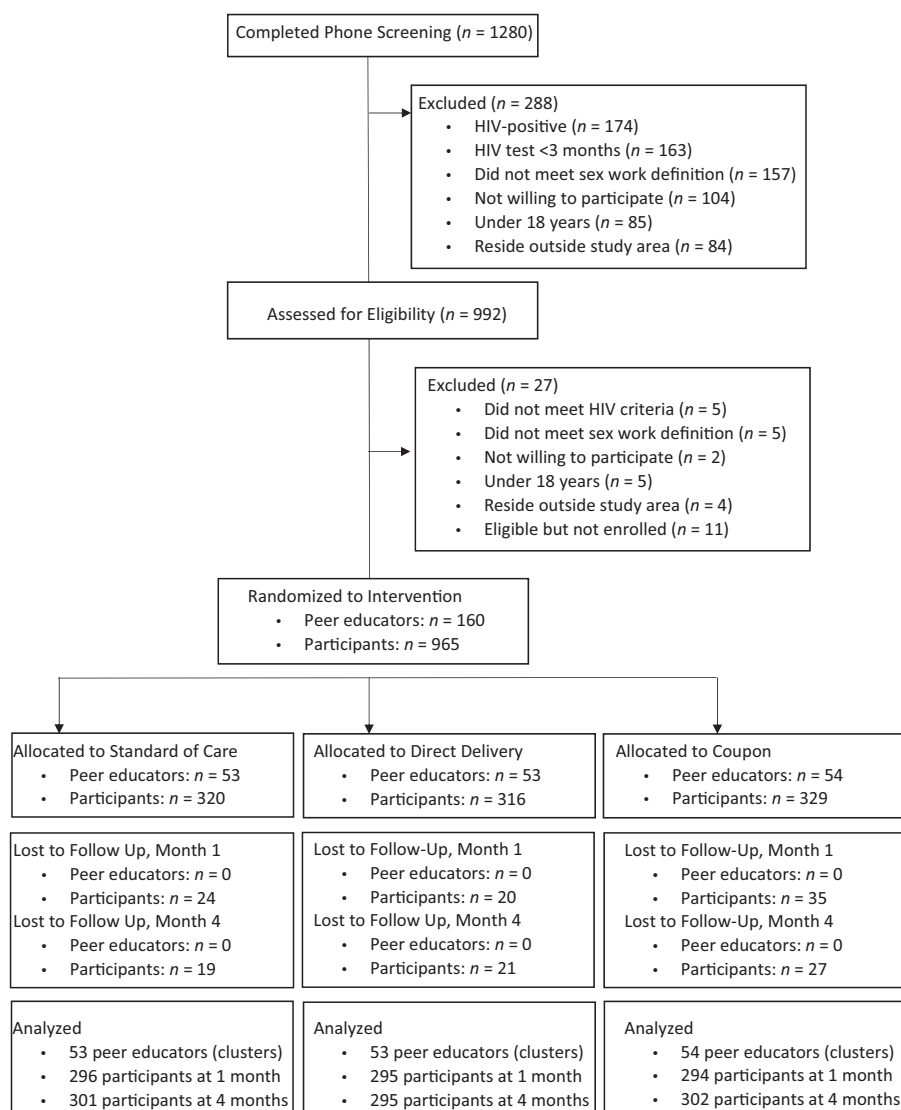 Completed Phone Screening (n = 1280)
Excluded (n = 288)
• HIV-positive (n = 174)
• HIV test <3 months (n = 163)
• Did not meet sex work definition (n = 157)
• Not willing to participate (n = 104)
• Under 18 years (n = 85)
• Reside outside study area (n = 84)
Assessed for Eligibility (n = 992)
Excluded (n = 27)
• Did not meet HIV criteria (n = 5)
• Did not meet sex work definition (n = 5)
• Not willing to participate (n = 2)
• Under 18 years (n = 5)
• Reside outside study area (n = 4)
• Eligible but not enrolled (n = 11)
Randomized to Intervention
• Peer educators: n = 160
• Participants: n = 965
Allocated to Standard of Care
• Peer educators: n = 53
• Participants: n = 320
Allocated to Direct Delivery
• Peer educators: n = 53
• Participants: n = 316
Allocated to Coupon
• Peer educators: n = 54
• Participants: n = 329
Lost to Follow Up, Month 1
• Peer educators: n = 0
• Participants: n = 24
Lost to Follow Up, Month 4
• Peer educators: n = 0
• Participants: n = 19
Lost to Follow-Up, Month 1
• Peer educators: n = 0
• Participants: n = 20
Lost to Follow Up, Month 4
• Peer educators: n = 0
• Participants: n = 21
Lost to Follow-Up, Month 1
• Peer educators: n = 0
• Participants: n = 35
Lost to Follow-Up, Month 4
• Peer educators: n = 0
• Participants: n = 27
Analyzed
• 53 peer educators (clusters)
• 296 participants at 1 month
• 301 participants at 4 months
Analyzed
• 53 peer educators (clusters)
• 295 participants at 1 month
• 295 participants at 4 months
Analyzed
• 54 peer educators (clusters)
• 294 participants at 1 month
• 302 participants at 4 months